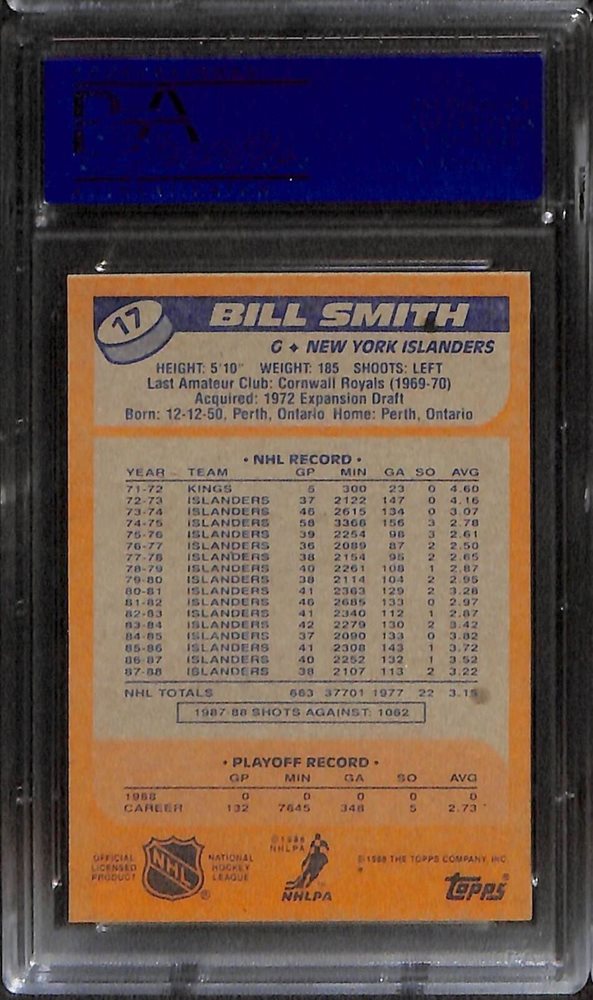 PSA
17
BILL SMITH
G ♦ NEW YORK ISLANDERS
HEIGHT: 5'10" WEIGHT: 185 SHOOTS: LEFT
Last Amateur Club: Cornwall Royals (1969-70)
Acquired: 1972 Expansion Draft
Born: 12-12-50, Perth, Ontario Home: Perth, Ontario
• NHL RECORD •
YEAR TEAM GP MIN GA SO AVG
71-72 KINGS 5 300 23 0 4.60
72-73 ISLANDERS 37 2122 147 0 4.16
73-74 ISLANDERS 46 2615 134 0 3.07
74-75 ISLANDERS 58 3368 156 3 2.78
75-76 ISLANDERS 39 2254 98 3 2.61
76-77 ISLANDERS 36 2089 87 2 2.50
77-78 ISLANDERS 38 2154 95 2 2.65
78-79 ISLANDERS 40 2261 108 1 2.87
79-80 ISLANDERS 38 2114 104 2 2.95
80-81 ISLANDERS 41 2363 129 2 3.28
81-82 ISLANDERS 46 2685 133 0 2.97
82-83 ISLANDERS 41 2340 112 1 2.87
83-84 ISLANDERS 42 2279 130 2 3.42
84-85 ISLANDERS 37 2090 133 0 3.82
85-86 ISLANDERS 41 2308 143 1 3.72
86-87 ISLANDERS 40 2252 132 1 3.52
87-88 ISLANDERS 38 2107 113 2 3.22
NHL TOTALS 663 37701 1977 22 3.15
1987-88 SHOTS AGAINST: 1062
• PLAYOFF RECORD •
GP MIN GA SO AVG
1988 0 0 0 0 0
CAREER 132 7645 348 5 2.73
OFFICIAL LICENSED PRODUCT
NHL ®
NATIONAL HOCKEY LEAGUE
© 1988 NHLPA
NHLPA
© 1988 THE TOPPS COMPANY, INC.
topps®